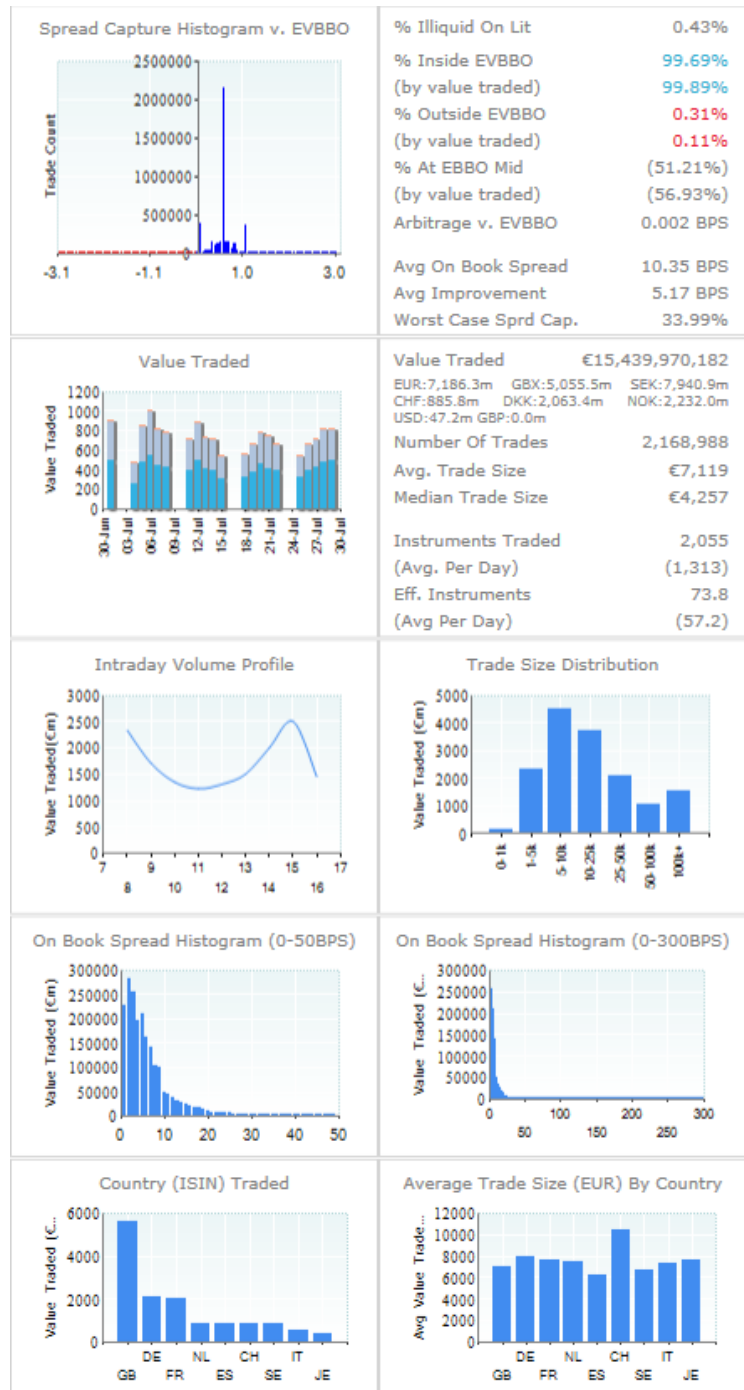 Spread Capture Histogram v. EVBBO
Trade Count
2500000
2000000
1500000
1000000
500000
0
-3.1 -1.1 1.0 3.0
% Illiquid On Lit 0.43%
% Inside EVBBO 99.69%
(by value traded) 99.89%
% Outside EVBBO 0.31%
(by value traded) 0.11%
% At EBBO Mid (51.21%)
(by value traded) (56.93%)
Arbitrage v. EVBBO 0.002 BPS
Avg On Book Spread 10.35 BPS
Avg Improvement 5.17 BPS
Worst Case Sprd Cap. 33.99%
Value Traded
Value Traded
1200
1000
800
600
400
200
0
30-Jun 03-Jul 06-Jul 09-Jul 12-Jul 15-Jul 18-Jul 21-Jul 24-Jul 27-Jul 30-Jul
Value Traded €15,439,970,182
EUR:7,186.3m GBX:5,055.5m SEK:7,940.9m
CHF:885.8m DKK:2,063.4m NOK:2,232.0m
USD:47.2m GBP:0.0m
Number Of Trades 2,168,988
Avg. Trade Size €7,119
Median Trade Size €4,257
Instruments Traded 2,055
(Avg. Per Day) (1,313)
Eff. Instruments 73.8
(Avg Per Day) (57.2)
Intraday Volume Profile
Value Traded(€m)
3000
2500
2000
1500
1000
500
0
7 9 11 13 15 17
8 10 12 14 16
Trade Size Distribution
Value Traded (€m)
5000
4000
3000
2000
1000
0
0-1k 1-5k 5-10k 10-25k 25-50k 50-100k 100k+
On Book Spread Histogram (0-50BPS)
Value Traded (€m)
300000
250000
200000
150000
100000
50000
0
0 10 20 30 40 50
On Book Spread Histogram (0-300BPS)
Value Traded (€...
300000
250000
200000
150000
100000
50000
0
0 100 200 300
50 150 250
Country (ISIN) Traded
Value Traded (€...
6000
4000
2000
0
DE NL CH IT
GB FR ES SE JE
Average Trade Size (EUR) By Country
Avg Value Trade...
12000
10000
8000
6000
4000
2000
0
DE NL CH IT
GB FR ES SE JE